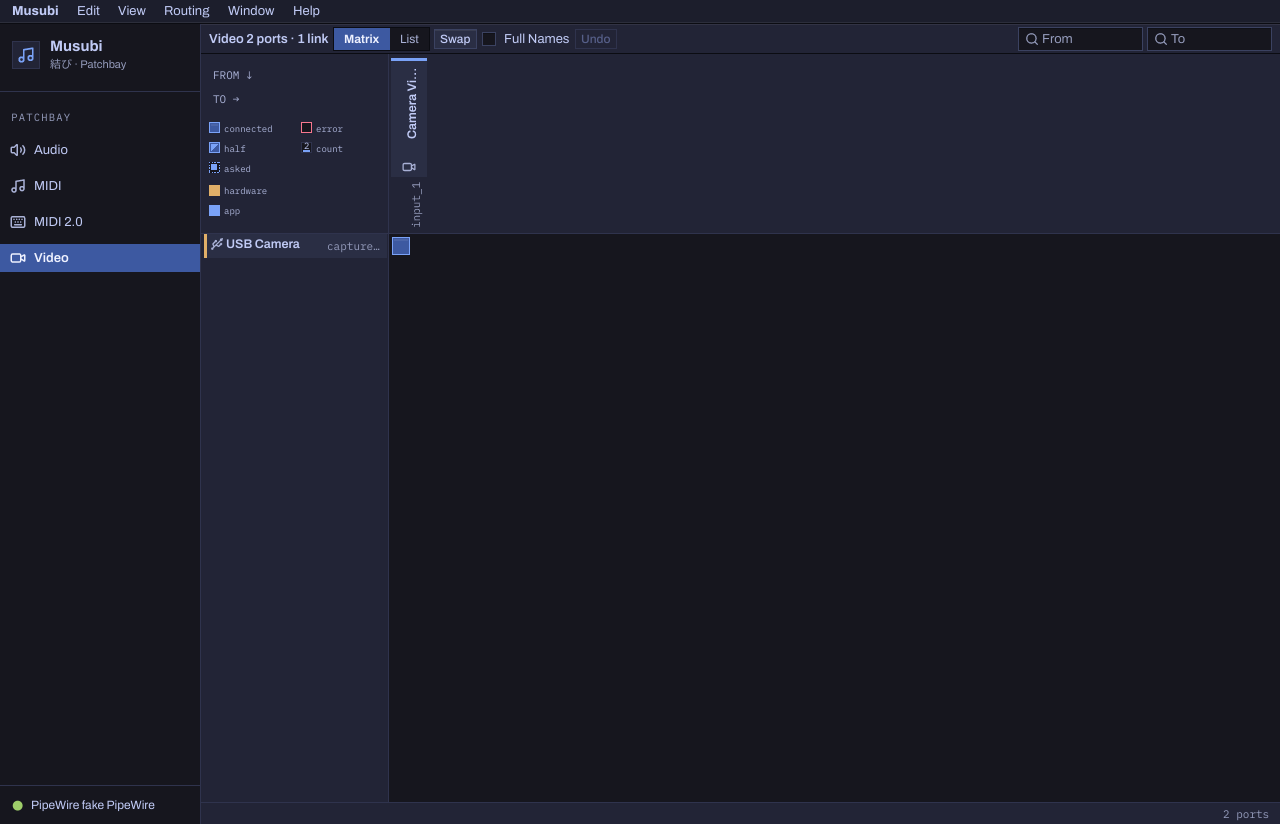 Musubi Edit View Routing Window Help
Musubi
結び · Patchbay
PATCHBAY
Audio
MIDI
MIDI 2.0
Video
PipeWire fake PipeWire
Video 2 ports · 1 link Matrix List Swap Full Names Undo From To
FROM ↓
TO →
connected error
half 2 count
asked
hardware
app
Camera Vi...
input_1
USB Camera capture…
2 ports